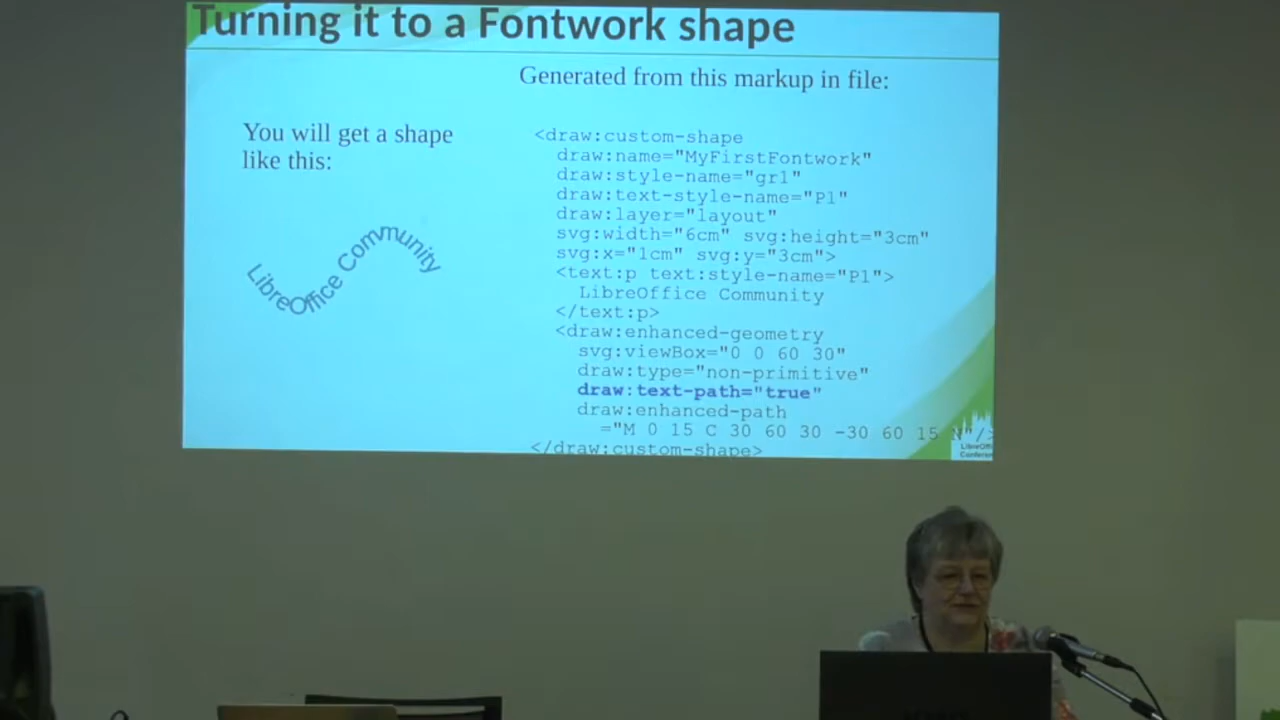 Turning it to a Fontwork shape
Generated from this markup in file:
You will get a shape
like this:
LibreOffice Community
<draw:custom-shape
draw:name="MyFirstFontwork"
draw:style-name="gr1"
draw:text-style-name="P1"
draw:layer="layout"
svg:width="6cm" svg:height="3cm"
svg:x="1cm" svg:y="3cm">
<text:p text:style-name="P1">
LibreOffice Community
</text:p>
<draw:enhanced-geometry
svg:viewBox="0 0 60 30"
draw:type="non-primitive"
draw:text-path="true"
draw:enhanced-path
="M 0 15 C 30 60 30 -30 60 15 N"/>
</draw:custom-shape>